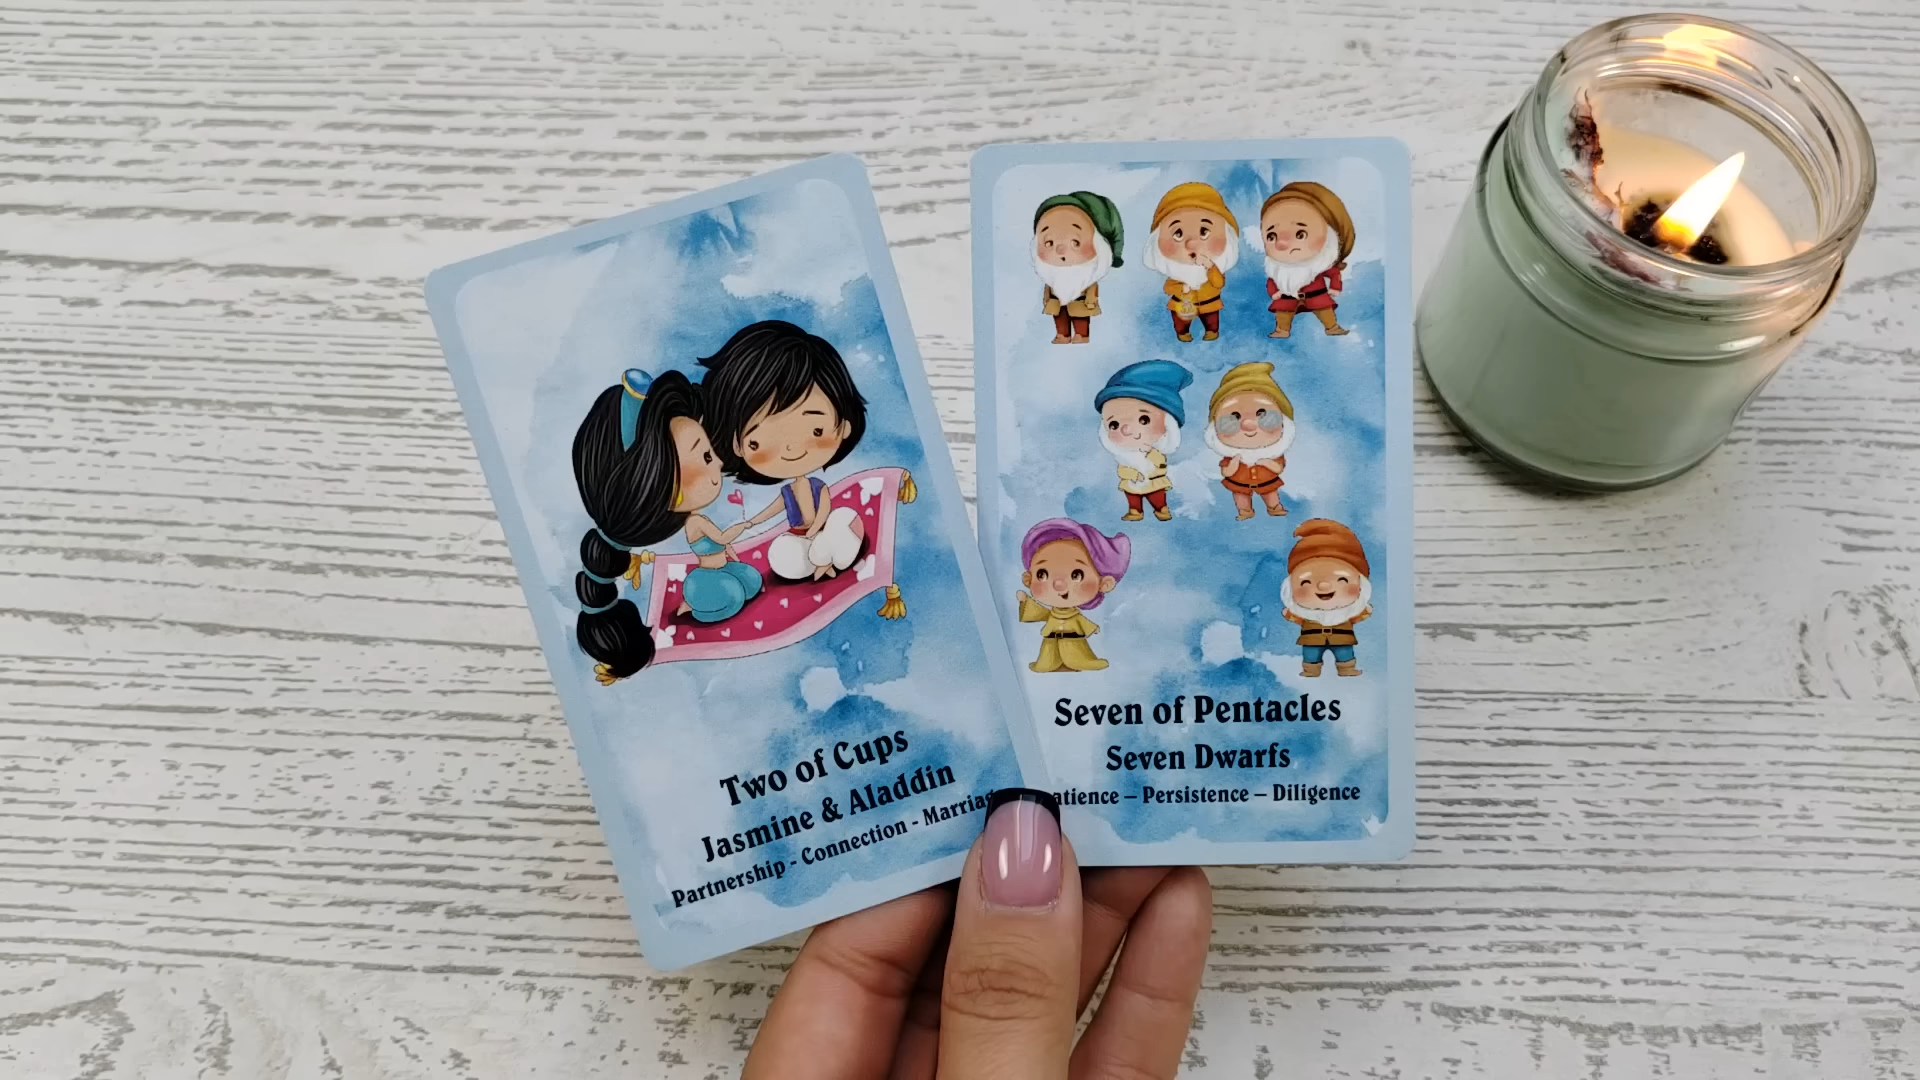 Two of Cups
Jasmine & Aladdin
Partnership - Connection -
Seven of Pentacles
Seven Dwarfs
– Persistence – Diligence